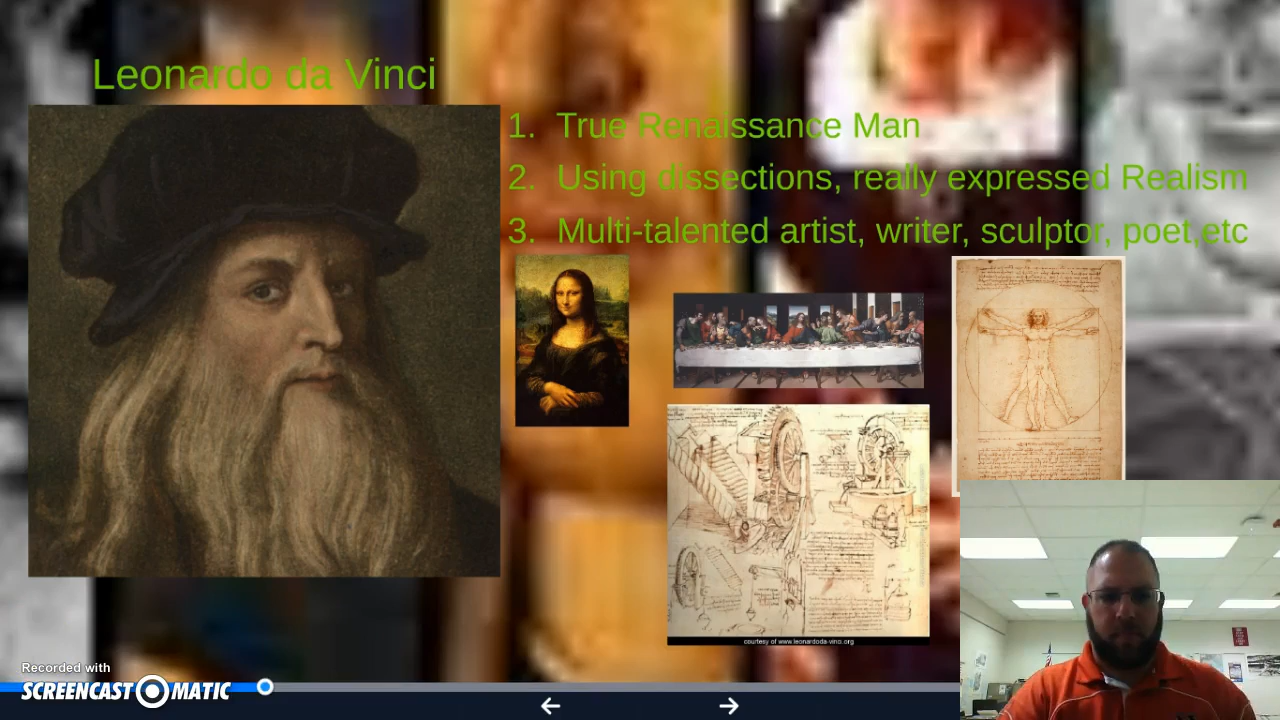 Leonardo da Vinci
1. True Renaissance Man
2. Using dissections, really expressed Realism
3. Multi-talented artist, writer, sculptor, poet,etc
courtesy of www.leonardoda-vinci.org
Recorded with
SCREENCAST MATIC